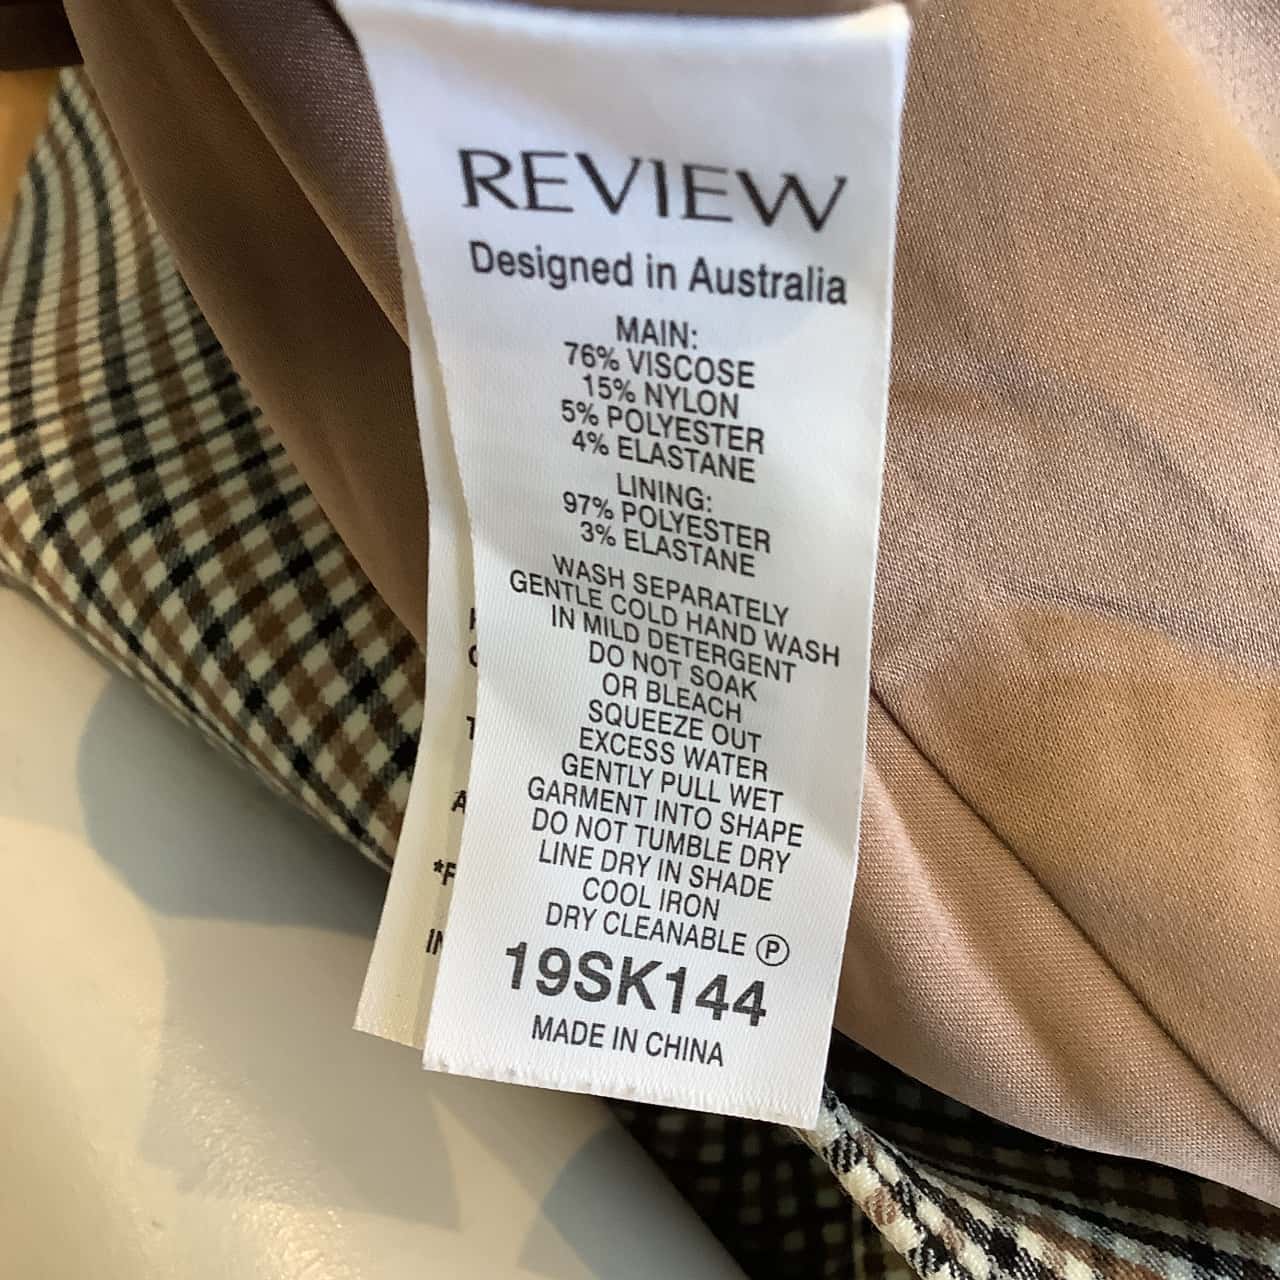 REVIEW
Designed in Australia
MAIN:
76% VISCOSE
15% NYLON
5% POLYESTER
4% ELASTANE
LINING:
97% POLYESTER
3% ELASTANE
WASH SEPARATELY
GENTLE COLD HAND WASH
IN MILD DETERGENT
DO NOT SOAK
OR BLEACH
SQUEEZE OUT
EXCESS WATER
GENTLY PULL WET
GARMENT INTO SHAPE
DO NOT TUMBLE DRY
LINE DRY IN SHADE
COOL IRON
DRY CLEANABLE Ⓟ
19SK144
MADE IN CHINA